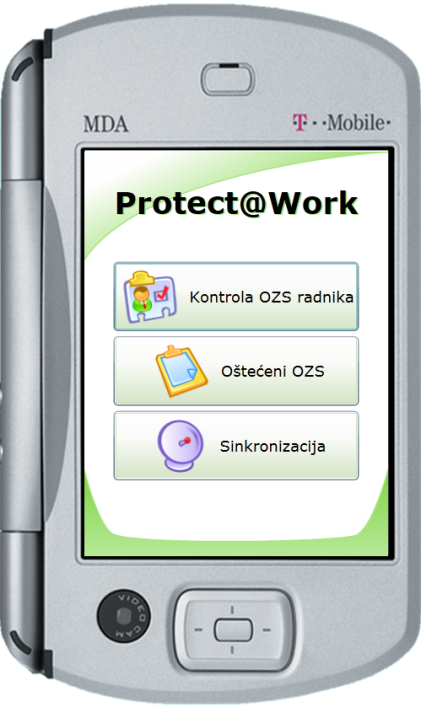 MDA
T··Mobile·
Protect@Work
Kontrola OZS radnika
Oštećeni OZS
Sinkronizacija
VIDEO CAM